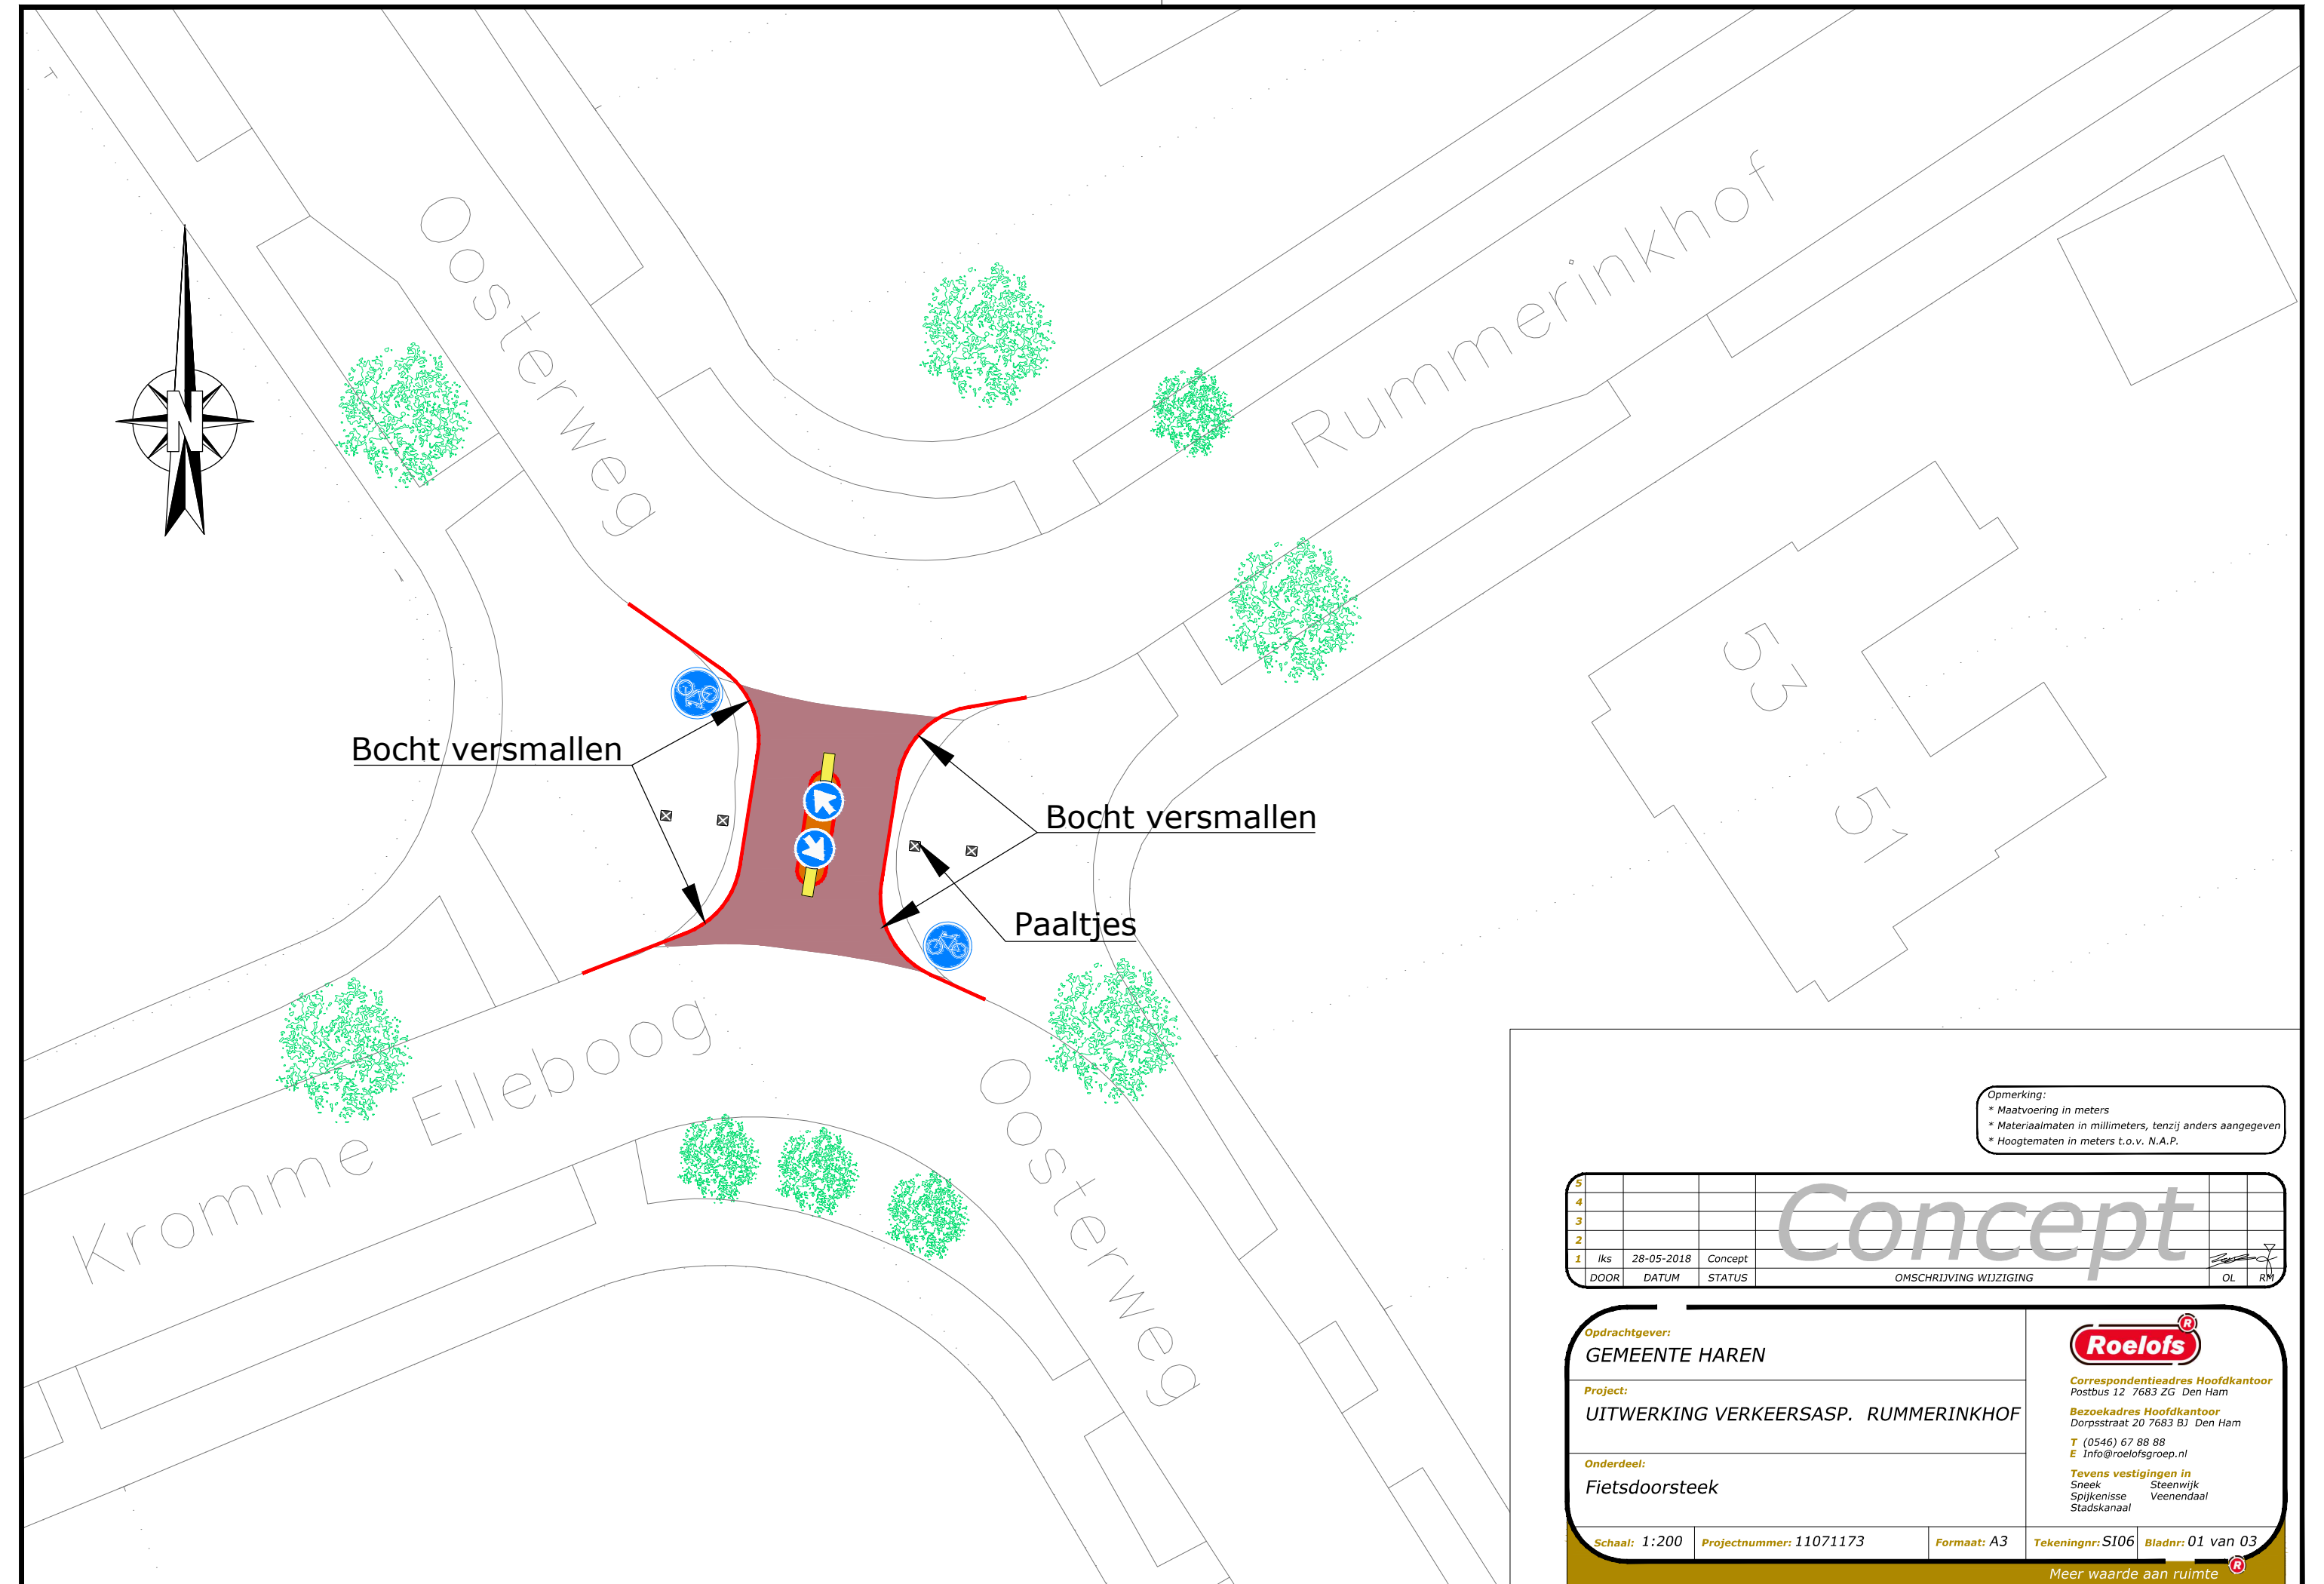 Oosterweg
Rummerinkhof
N
53
51
Bocht versmallen
Bocht versmallen
Paaltjes
Kromme Elleboog
Oosterweg
Opmerking:
* Maatvoering in meters
* Materiaalmaten in millimeters, tenzij anders aangegeven
* Hoogtematen in meters t.o.v. N.A.P.
Concept
5
4
3
2
1 lks 28-05-2018 Concept
DOOR DATUM STATUS OMSCHRIJVING WIJZIGING OL RM
Opdrachtgever:
GEMEENTE HAREN
Project:
UITWERKING VERKEERSASP. RUMMERINKHOF
Onderdeel:
Fietsdoorsteek
R
Roelofs
Correspondentieadres Hoofdkantoor
Postbus 12 7683 ZG Den Ham
Bezoekadres Hoofdkantoor
Dorpsstraat 20 7683 BJ Den Ham
T (0546) 67 88 88
E Info@roelofsgroep.nl
Tevens vestigingen in
Sneek Steenwijk
Spijkenisse Veenendaal
Stadskanaal
Schaal: 1:200 Projectnummer: 11071173 Formaat: A3 Tekeningnr: SI06 Bladnr: 01 van 03
Meer waarde aan ruimte R